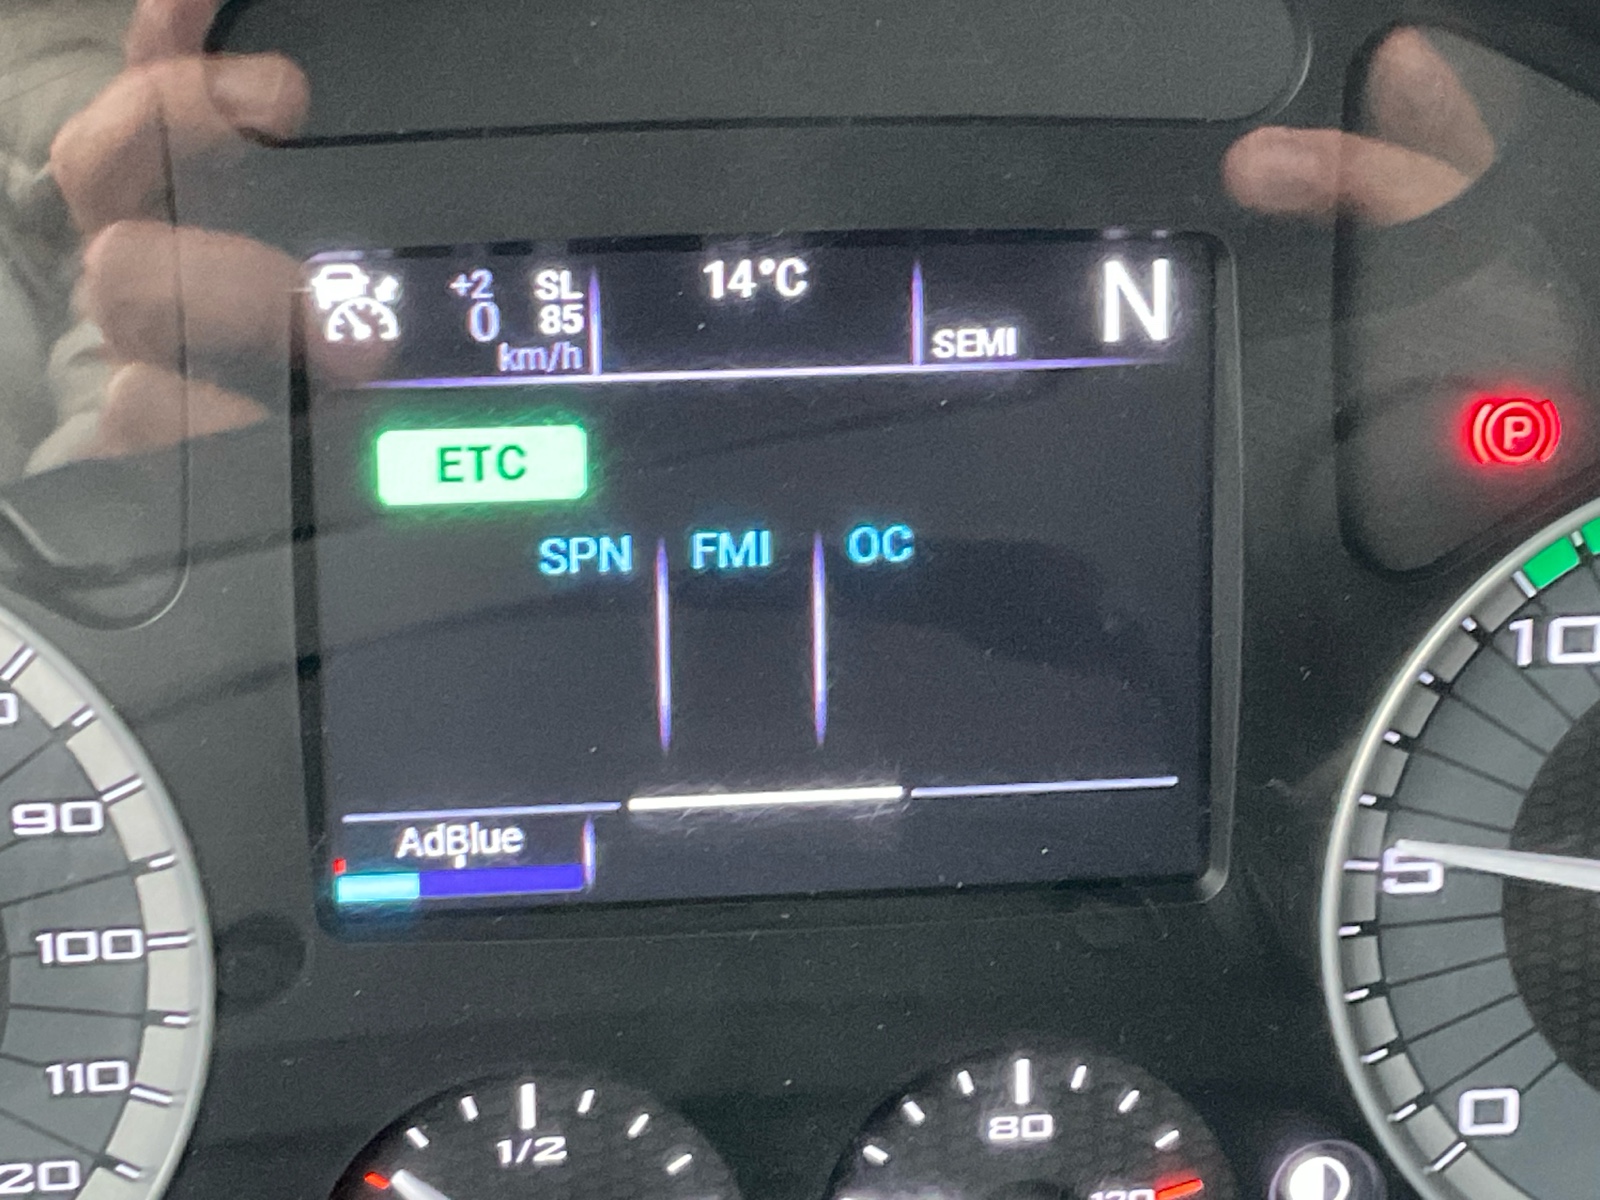 +2 SL
0 85
km/h
14°C
SEMI
N
ETC
SPN FMI OC
AdBlue
P
90
100
110
20
10
5
0
1/2
80